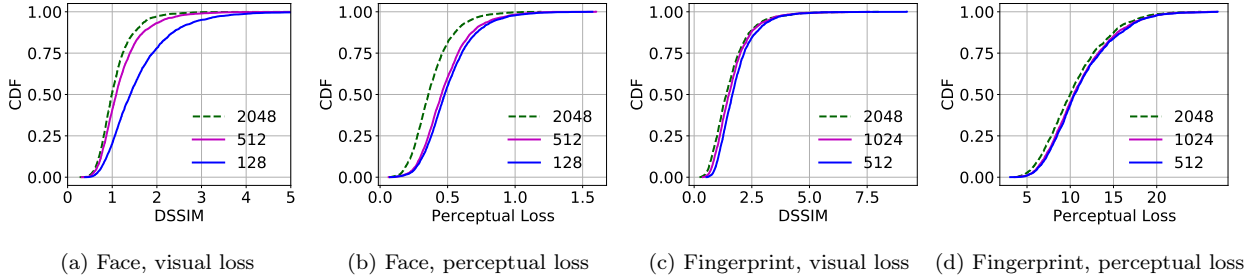 1.00
0.75
0.50
0.25
0.00
CDF
2048
512
128
0 1 2 3 4 5
DSSIM
(a) Face, visual loss
1.00
0.75
0.50
0.25
0.00
CDF
2048
512
128
0.0 0.5 1.0 1.5
Perceptual Loss
(b) Face, perceptual loss
1.00
0.75
0.50
0.25
0.00
CDF
2048
1024
512
0.0 2.5 5.0 7.5
DSSIM
(c) Fingerprint, visual loss
1.00
0.75
0.50
0.25
0.00
CDF
2048
1024
512
5 10 15 20
Perceptual Loss
(d) Fingerprint, perceptual loss